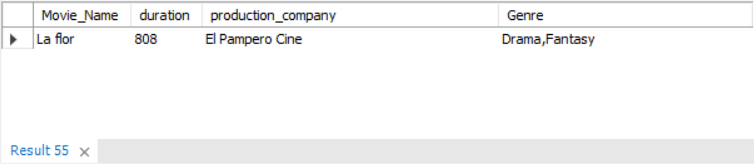 Movie_Name duration production_company Genre
La flor 808 El Pampero Cine Drama,Fantasy
Result 55